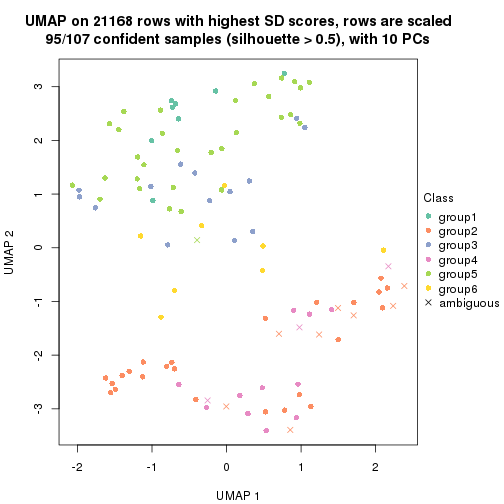 UMAP on 21168 rows with highest SD scores, rows are scaled
95/107 confident samples (silhouette > 0.5), with 10 PCs
3
2
1
0
-1
-2
-3
UMAP 2
-2
-1
0
1
2
UMAP 1
Class
group1
group2
group3
group4
group5
group6
ambiguous